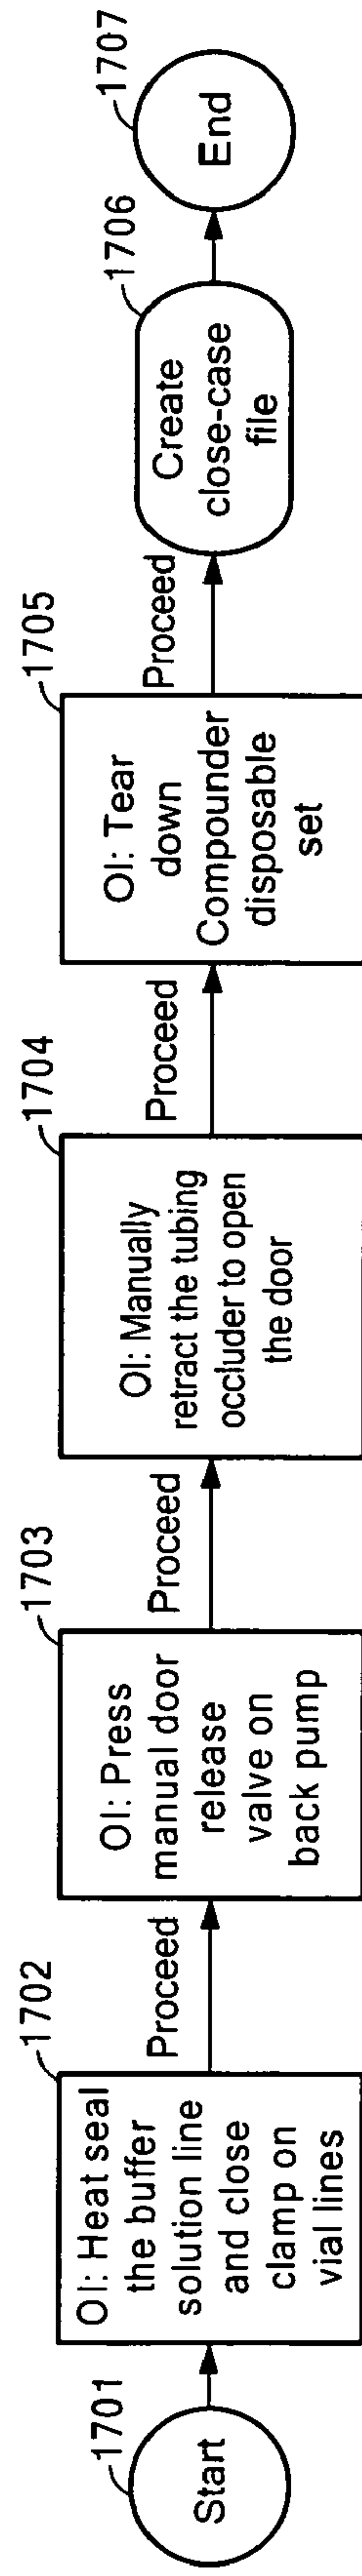 1701
Start
1702
OI: Heat seal
the buffer
solution line
and close
clamp on
vial lines
Proceed
1703
OI: Press
manual door
release
valve on
back pump
Proceed
1704
OI: Manually
retract the tubing
occluder to open
the door
Proceed
1705
OI: Tear
down
Compounder
disposable
set
Proceed
1706
Create
close-case
file
1707
End